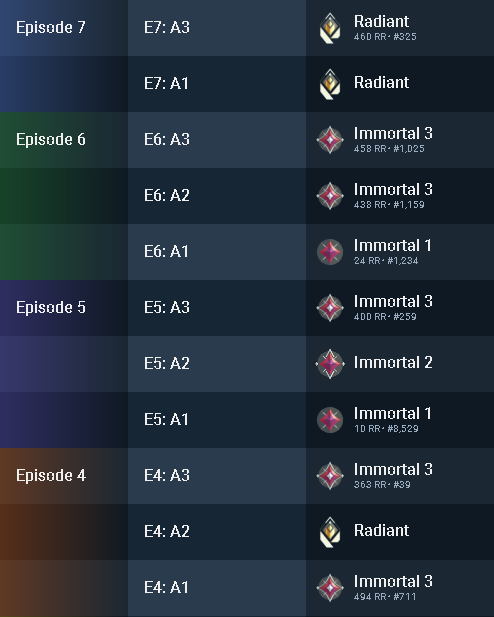 Episode 7
E7: A3
Radiant
460 RR • #325
E7: A1
Radiant
Episode 6
E6: A3
Immortal 3
458 RR • #1,025
E6: A2
Immortal 3
438 RR • #1,159
E6: A1
Immortal 1
24 RR • #1,234
Episode 5
E5: A3
Immortal 3
400 RR • #259
E5: A2
Immortal 2
E5: A1
Immortal 1
10 RR • #8,529
Episode 4
E4: A3
Immortal 3
363 RR • #39
E4: A2
Radiant
E4: A1
Immortal 3
494 RR • #711